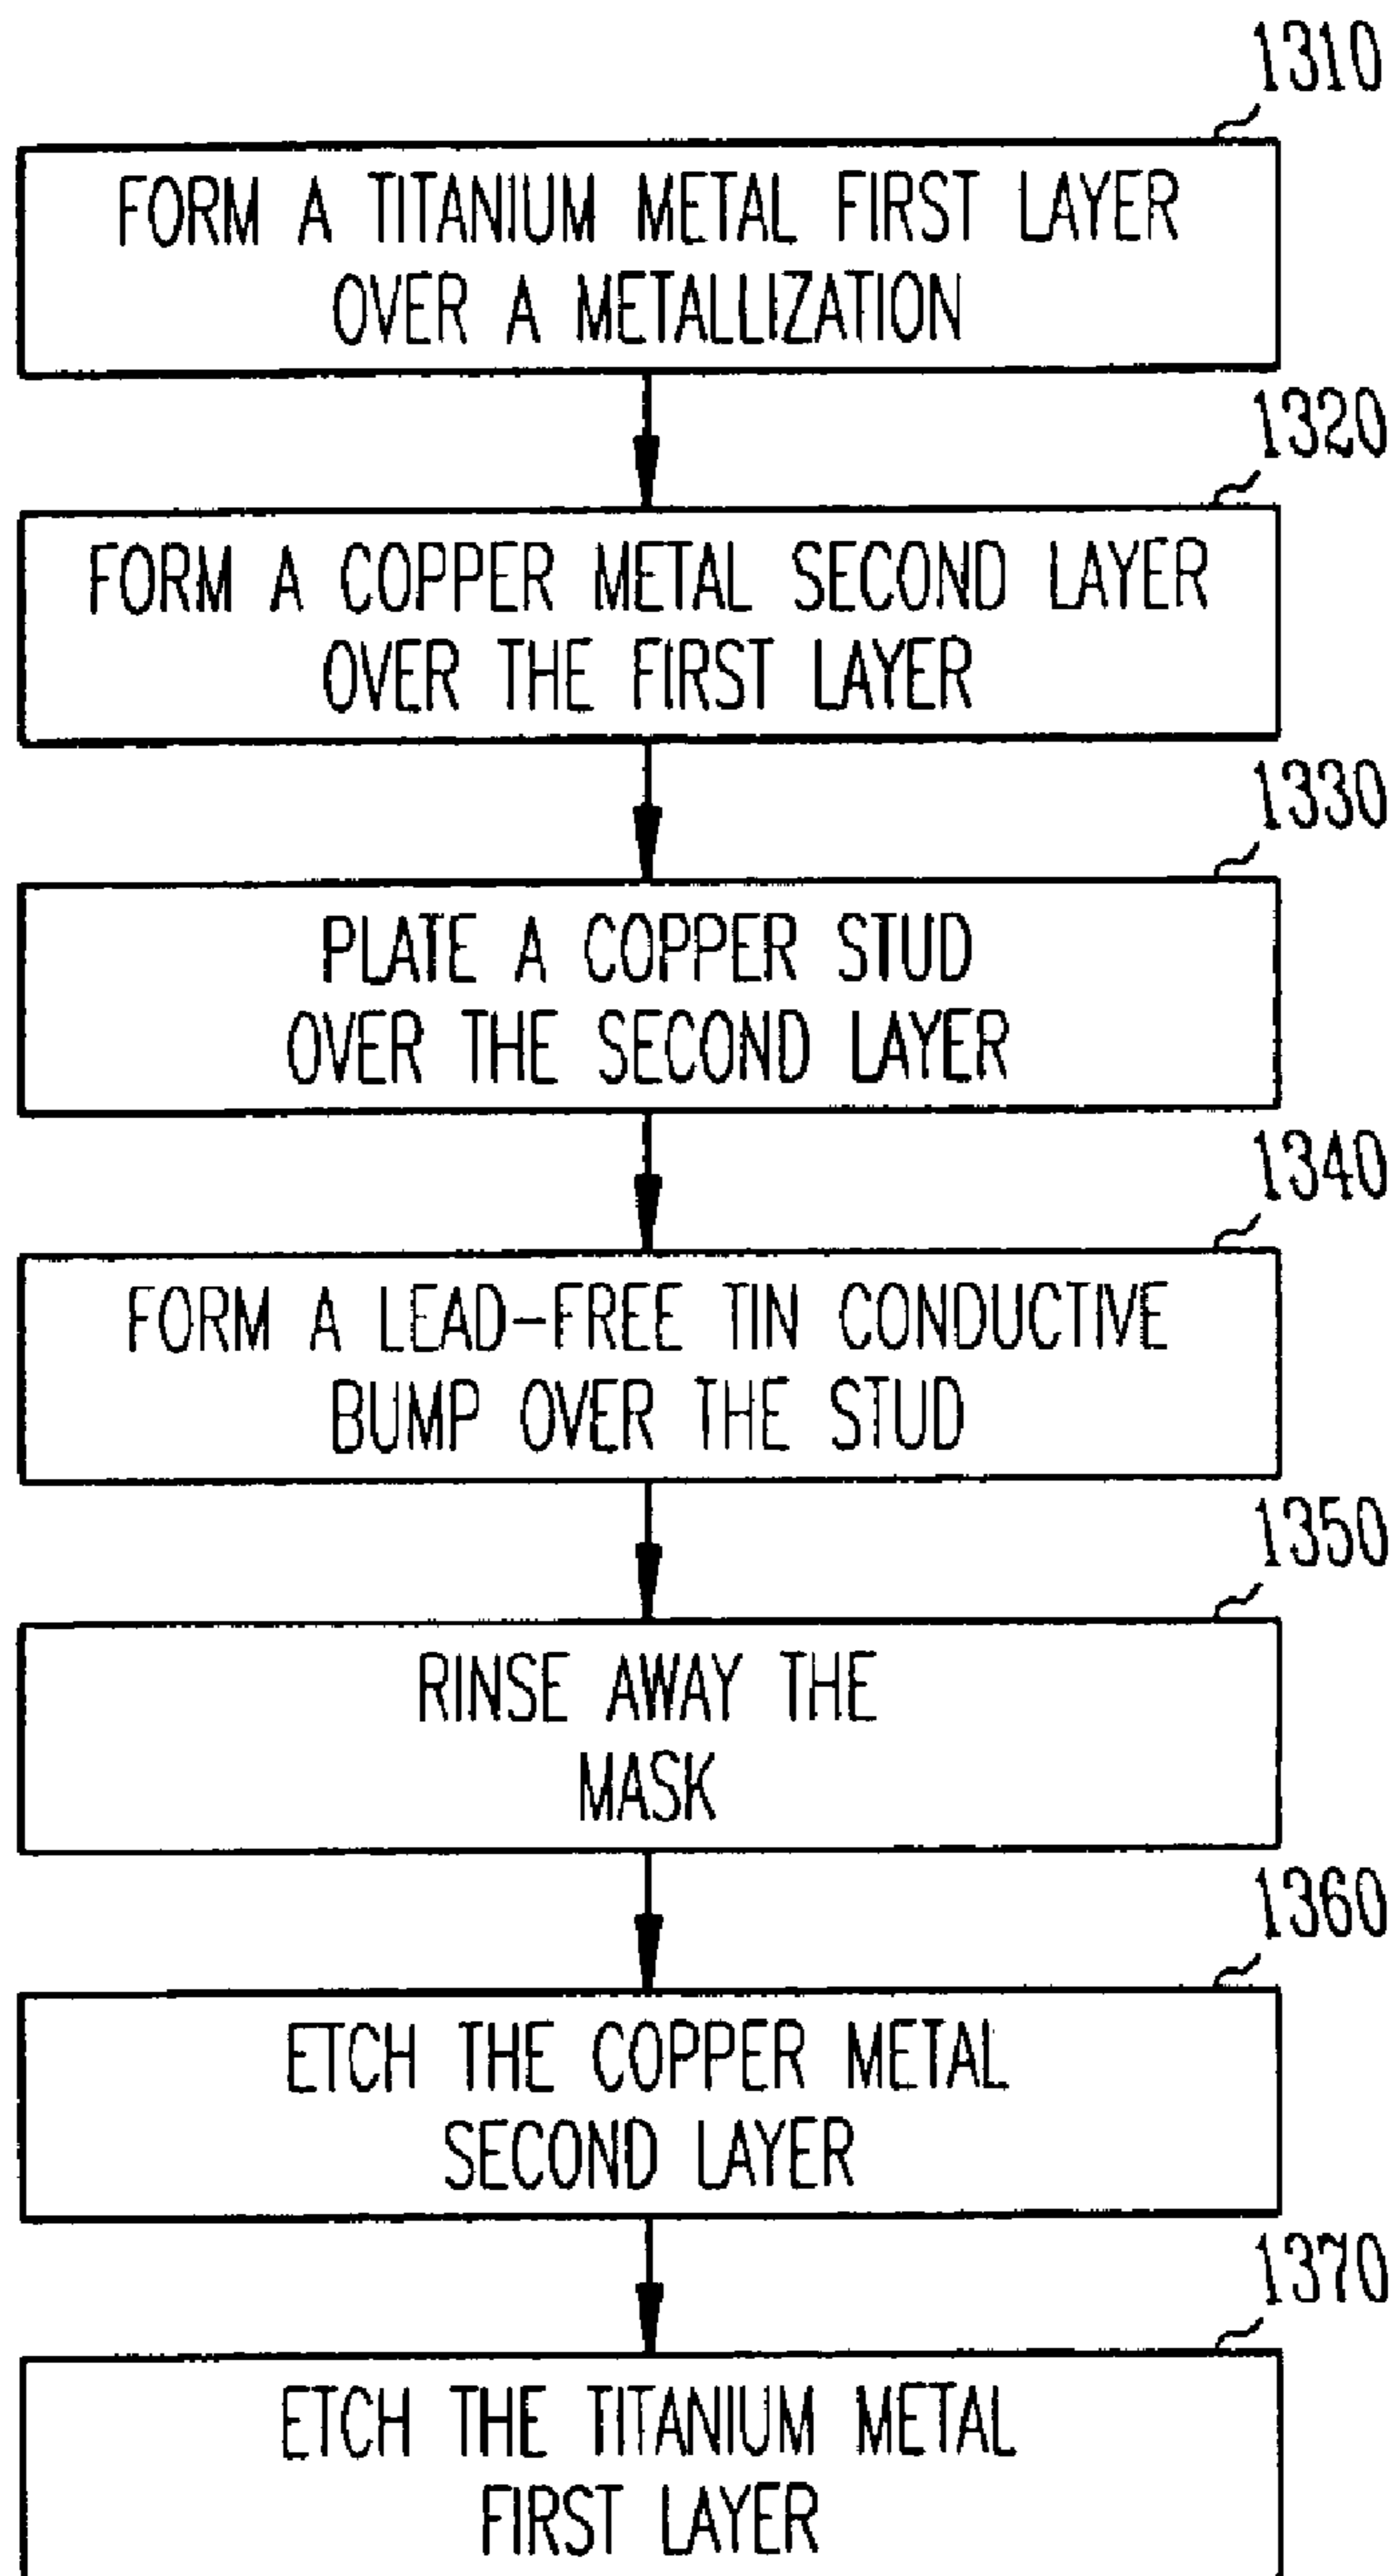 1310
FORM A TITANIUM METAL FIRST LAYER
OVER A METALLIZATION
1320
FORM A COPPER METAL SECOND LAYER
OVER THE FIRST LAYER
1330
PLATE A COPPER STUD
OVER THE SECOND LAYER
1340
FORM A LEAD-FREE TIN CONDUCTIVE
BUMP OVER THE STUD
1350
RINSE AWAY THE
MASK
1360
ETCH THE COPPER METAL
SECOND LAYER
1370
ETCH THE TITANIUM METAL
FIRST LAYER